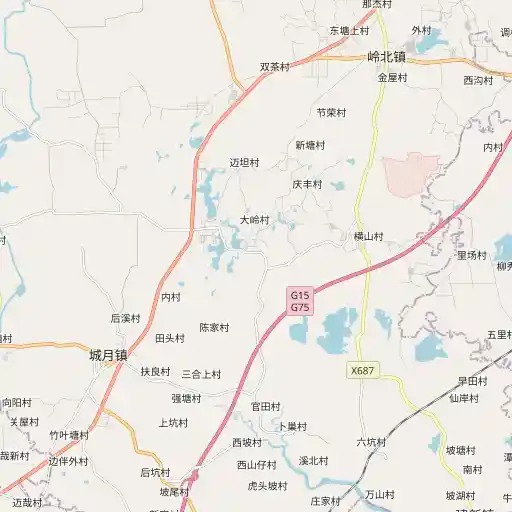 那杰村
东塘上村
外村
岭北镇
双茶村
金屋村
西沟村
节荣村
新塘村
内村
迈坦村
庆丰村
大岭村
横山村
里场村
G15
G75
内村
后溪村
陈家村
田头村
五里村
城月镇
扶良村
三合上村
X687
早田村
仙岸村
向阳村
强塘村
官田村
关屋村
上坑村
卜巢村
竹叶塘村
西坡村
六坑村
坡塘村
边伴外村
西山仔村
溪北村
后坑村
南村
坡尾村
虎头坡村
万山村
坡湖村
迈哉村
庄家村